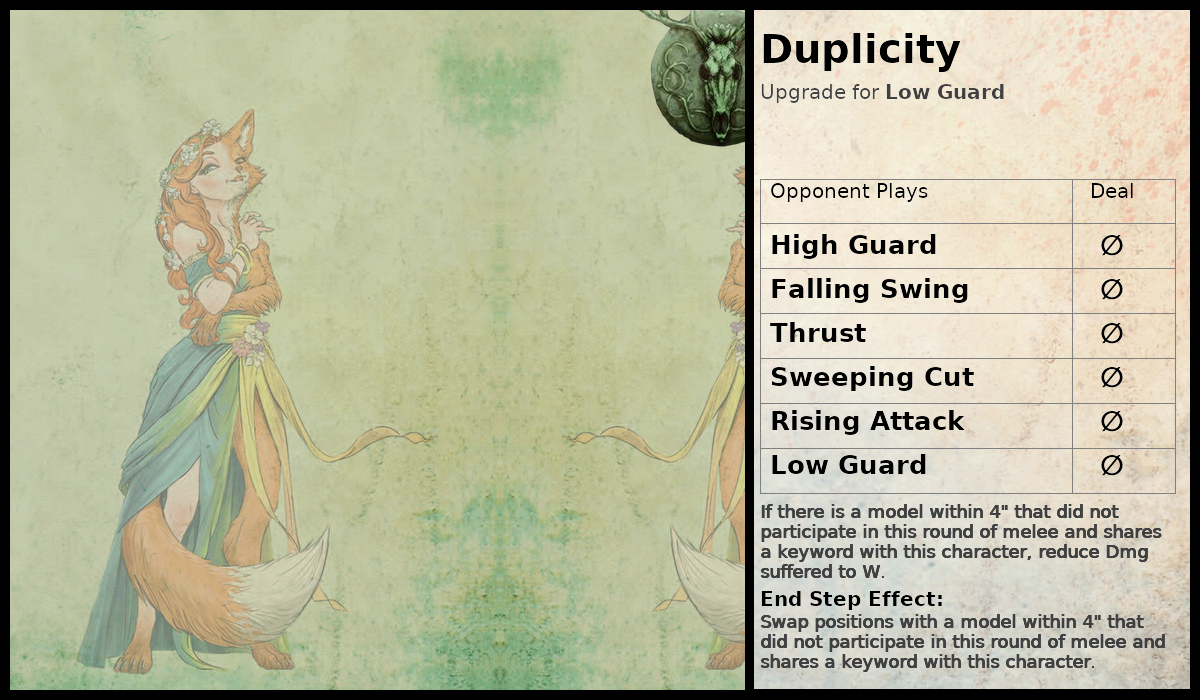 Duplicity
Upgrade for Low Guard
Opponent Plays Deal
High Guard ∅
Falling Swing ∅
Thrust ∅
Sweeping Cut ∅
Rising Attack ∅
Low Guard ∅
If there is a model within 4" that did not
participate in this round of melee and shares
a keyword with this character, reduce Dmg
suffered to W.
End Step Effect:
Swap positions with a model within 4" that
did not participate in this round of melee and
shares a keyword with this character.